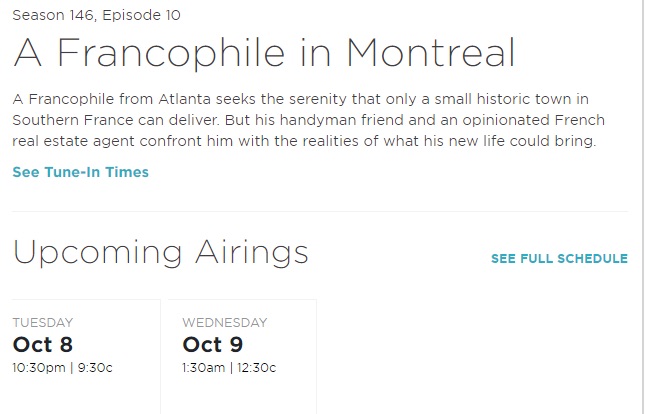 Season 146, Episode 10
A Francophile in Montreal
A Francophile from Atlanta seeks the serenity that only a small historic town in
Southern France can deliver. But his handyman friend and an opinionated French
real estate agent confront him with the realities of what his new life could bring.
See Tune-In Times
Upcoming Airings
SEE FULL SCHEDULE
TUESDAY
Oct 8
10:30pm | 9:30c
WEDNESDAY
Oct 9
1:30am | 12:30c